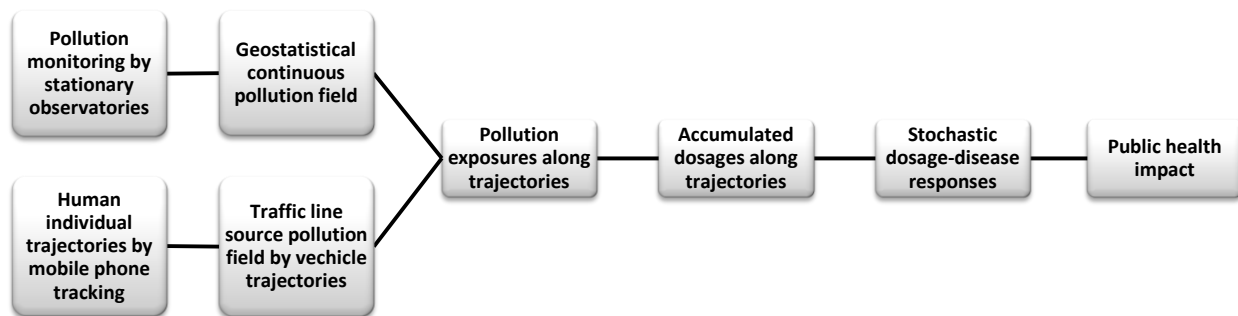 Pollution
monitoring by
stationary
observatories
Geostatistical
continuous
pollution field
Human
individual
trajectories by
mobile phone
tracking
Traffic line
source pollution
field by vechicle
trajectories
Pollution
exposures along
trajectories
Accumulated
dosages along
trajectories
Stochastic
dosage-disease
responses
Public health
impact